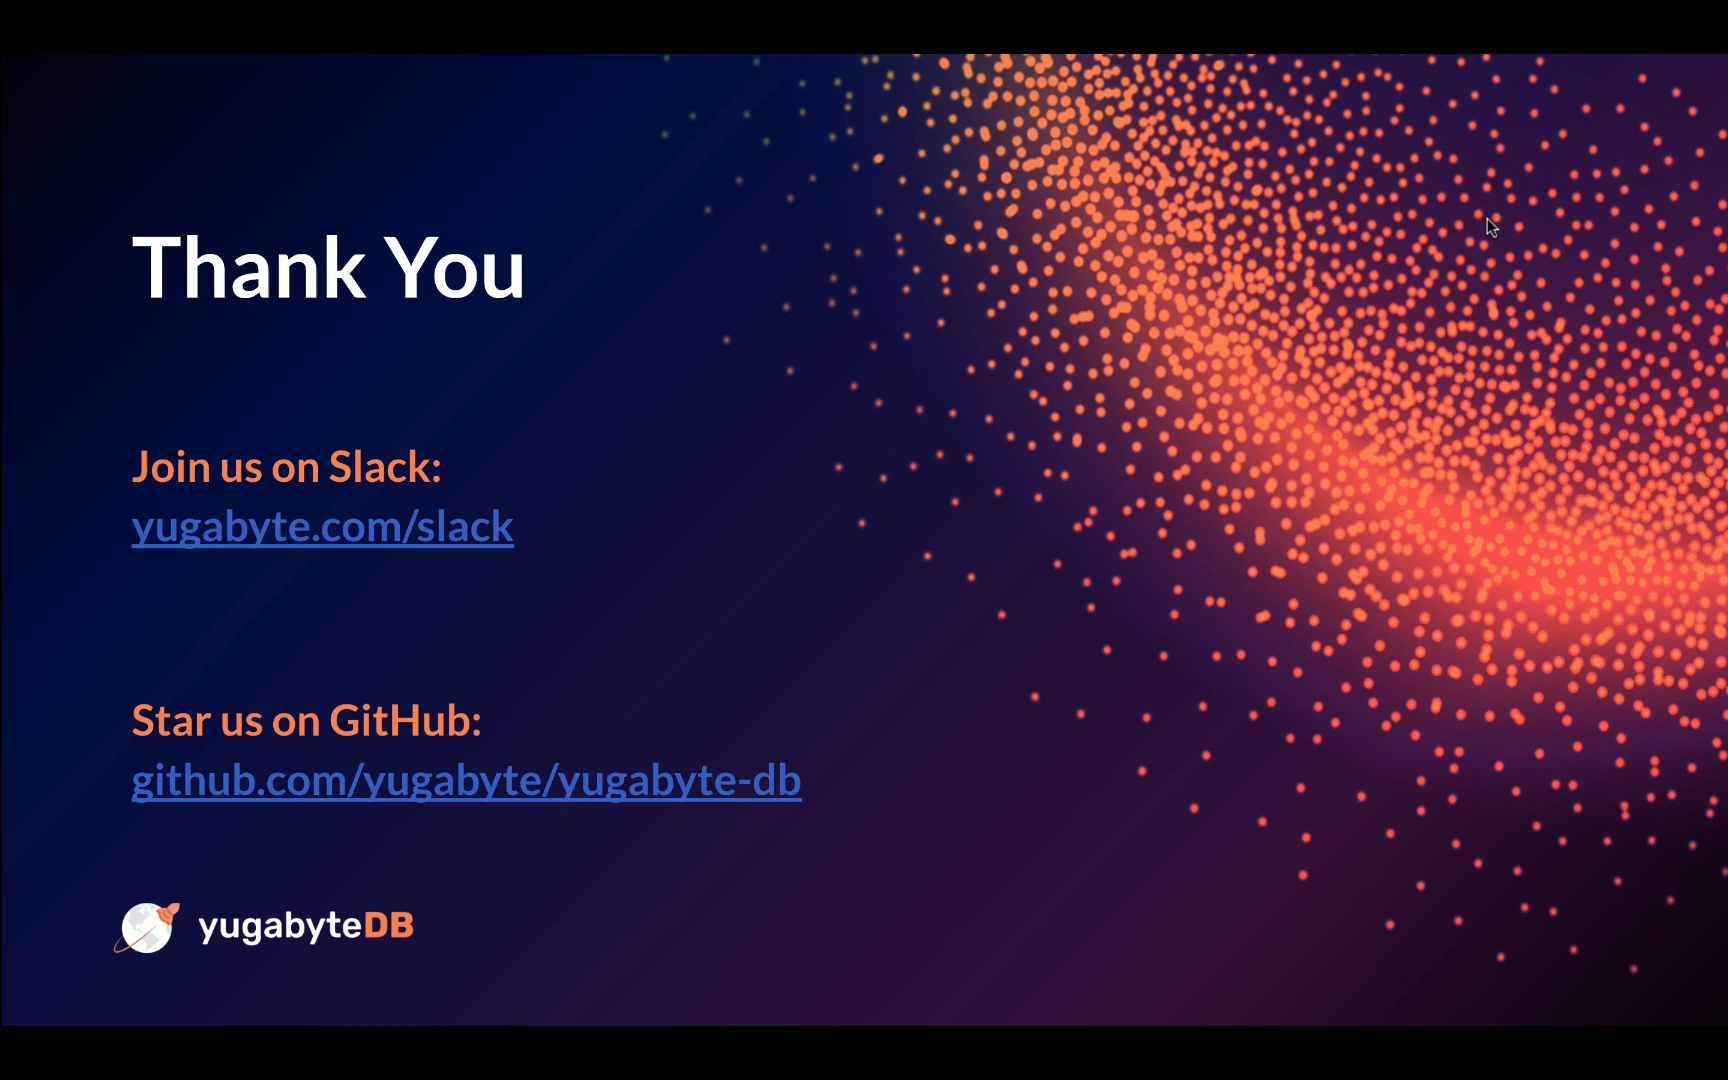 Thank You
Join us on Slack:
yugabyte.com/slack
Star us on GitHub:
github.com/yugabyte/yugabyte-db
yugabyteDB